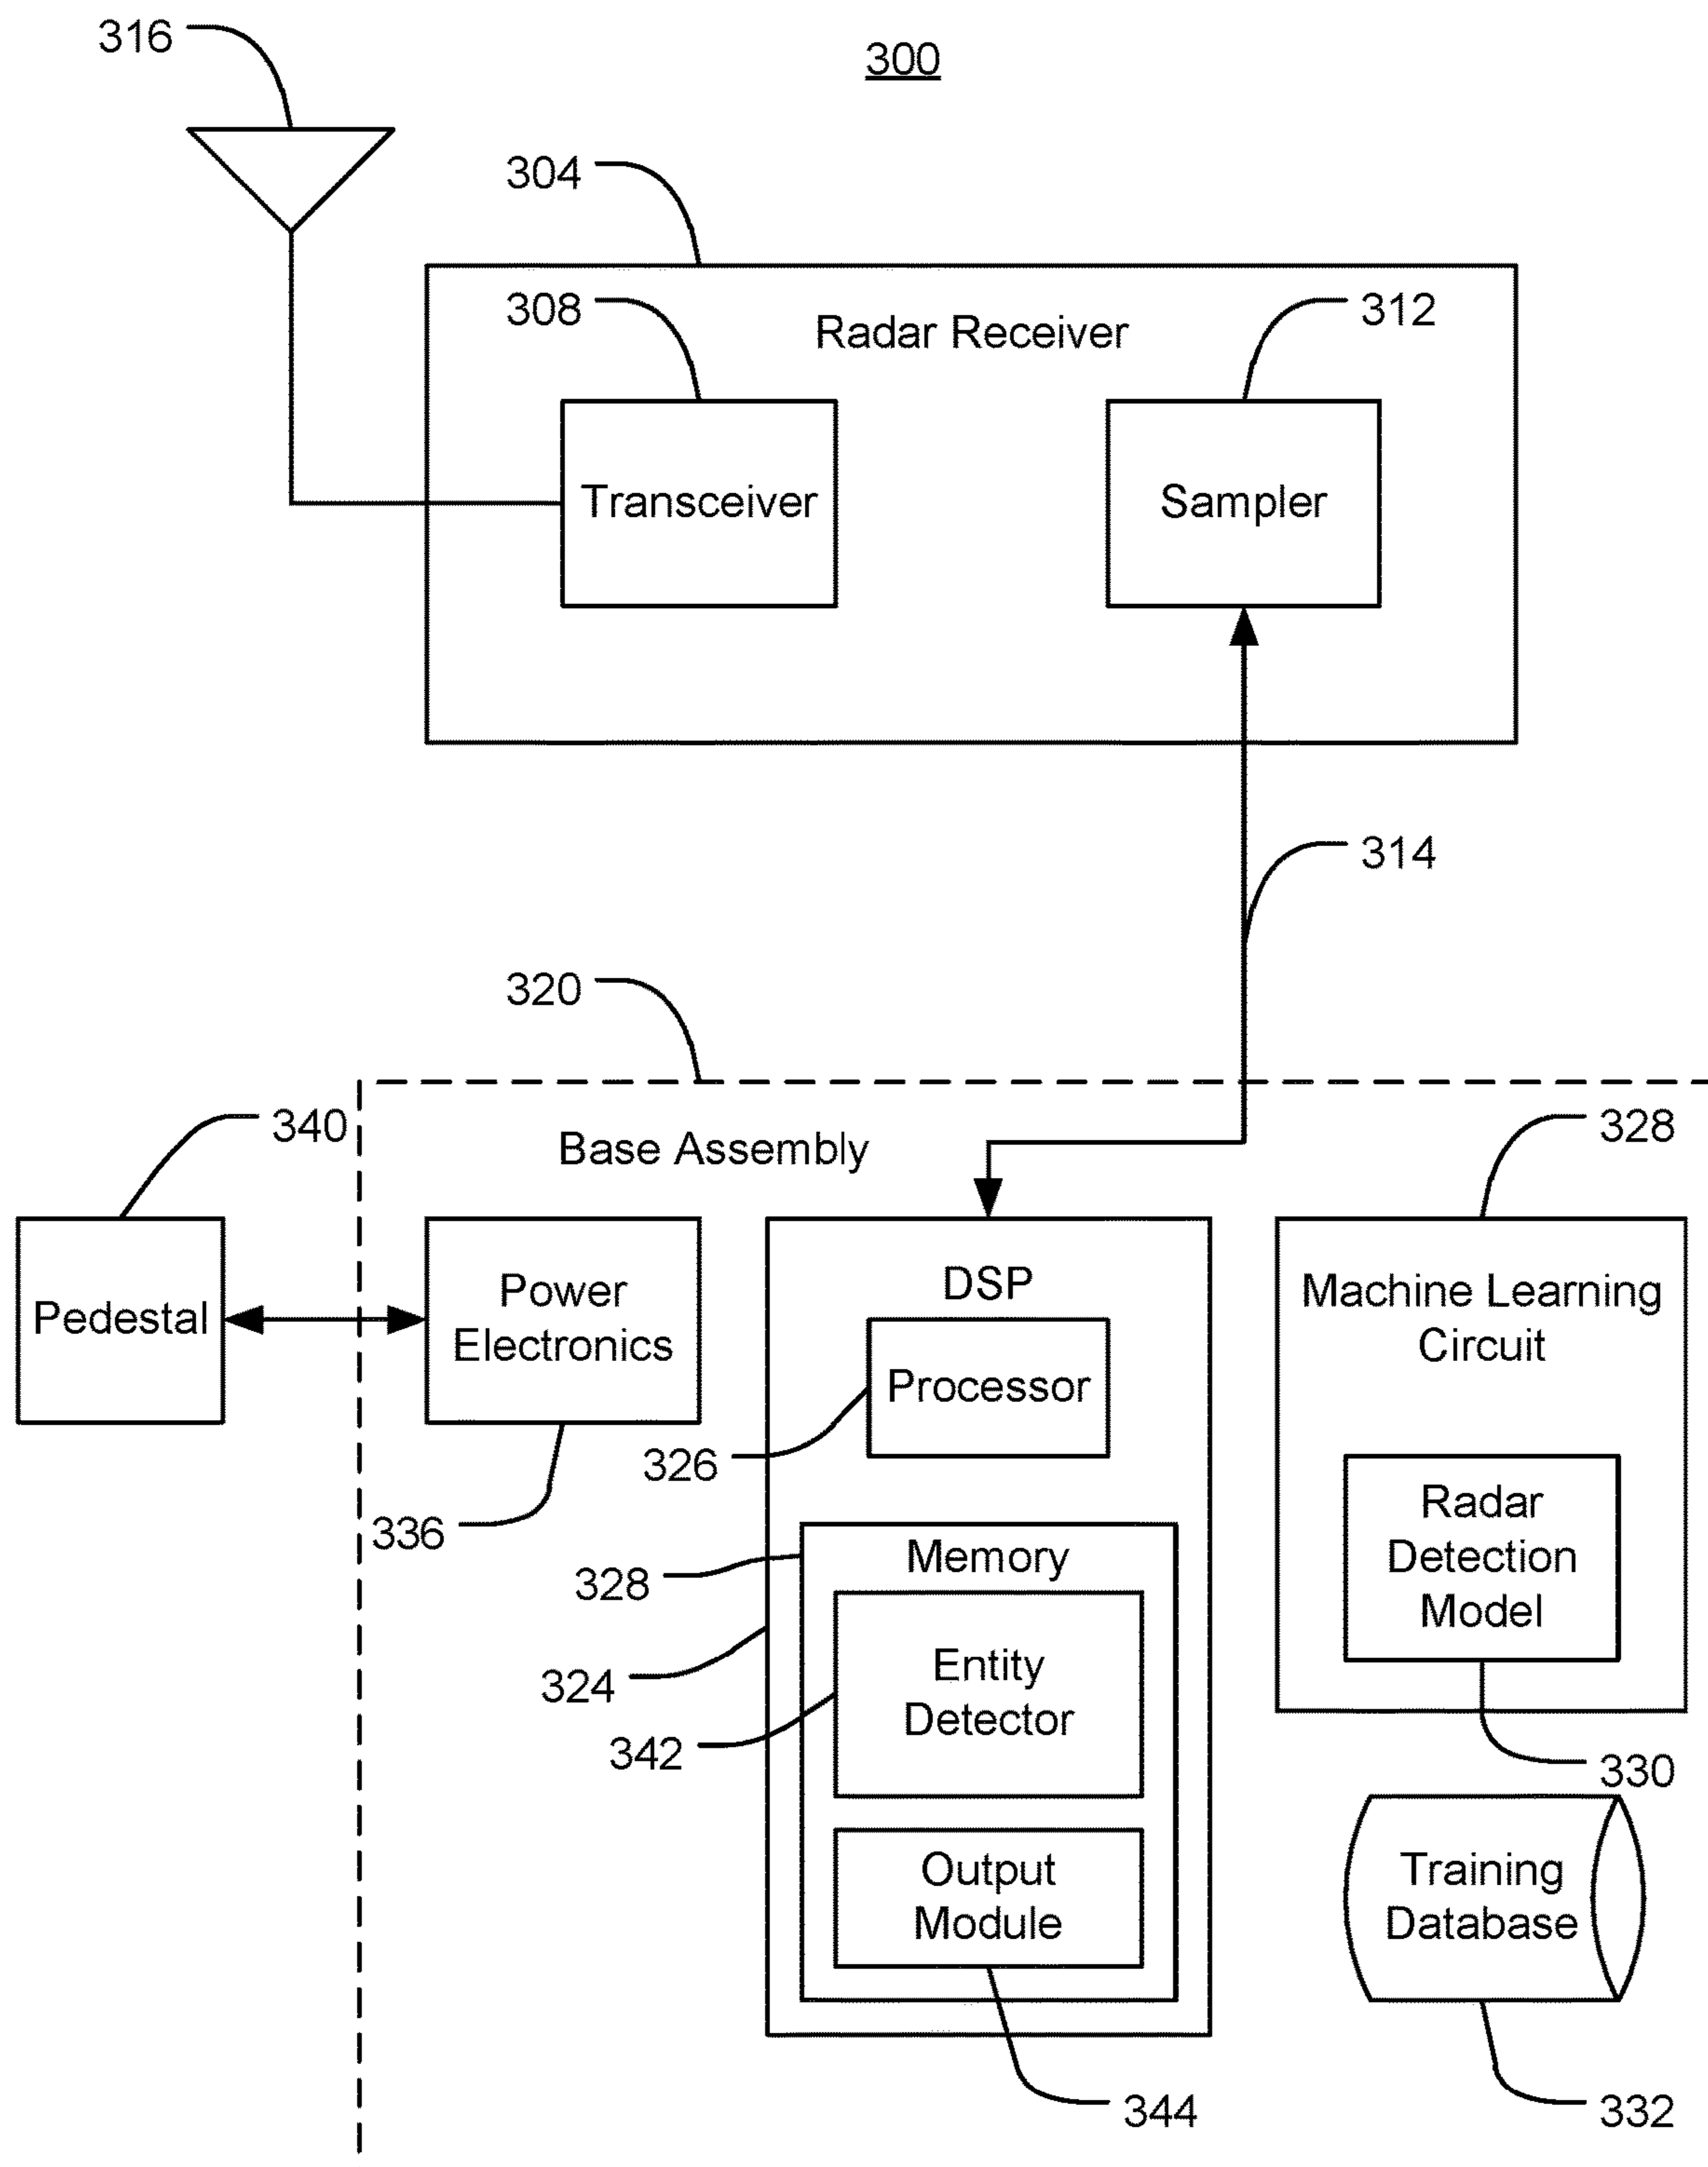 316
300
304
308
Radar Receiver
312
Transceiver
Sampler
314
320
340
Base Assembly
328
Pedestal
Power
Electronics
DSP
Machine Learning
Circuit
Processor
326
336
Memory
328
Radar
Detection
Model
324
Entity
Detector
342
330
Output
Module
Training
Database
344
332